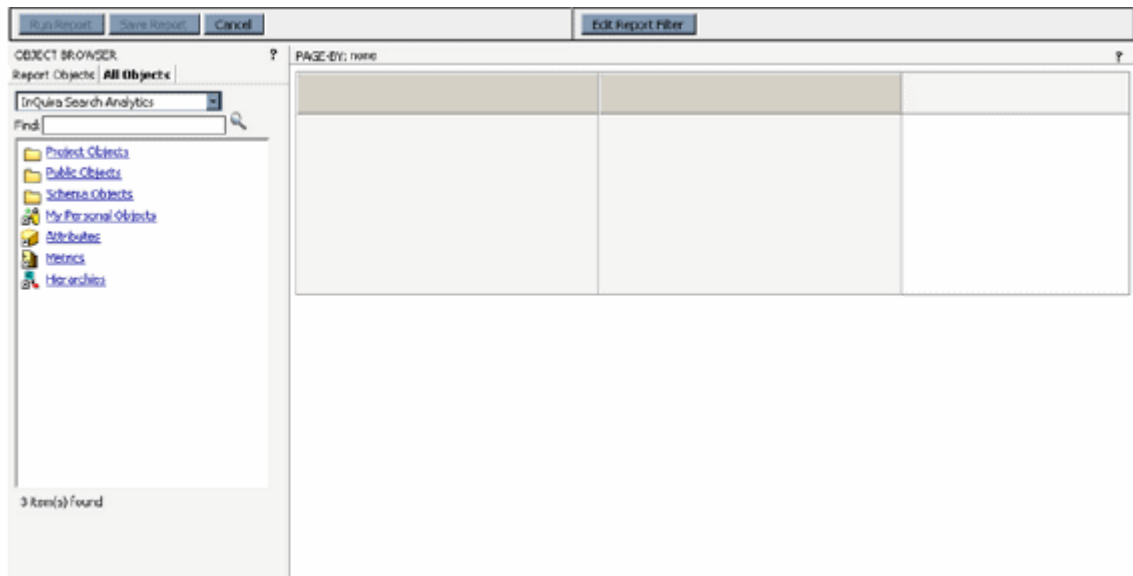 Run Report Save Report Cancel Edit Report Filter
OBJECT BROWSER ?
Report Objects All Objects
InQuira Search Analytics
Find:
Project Objects
Public Objects
Schema Objects
My Personal Objects
Attributes
Metrics
Hierarchies
3 item(s) found
PAGE-BY: none ?